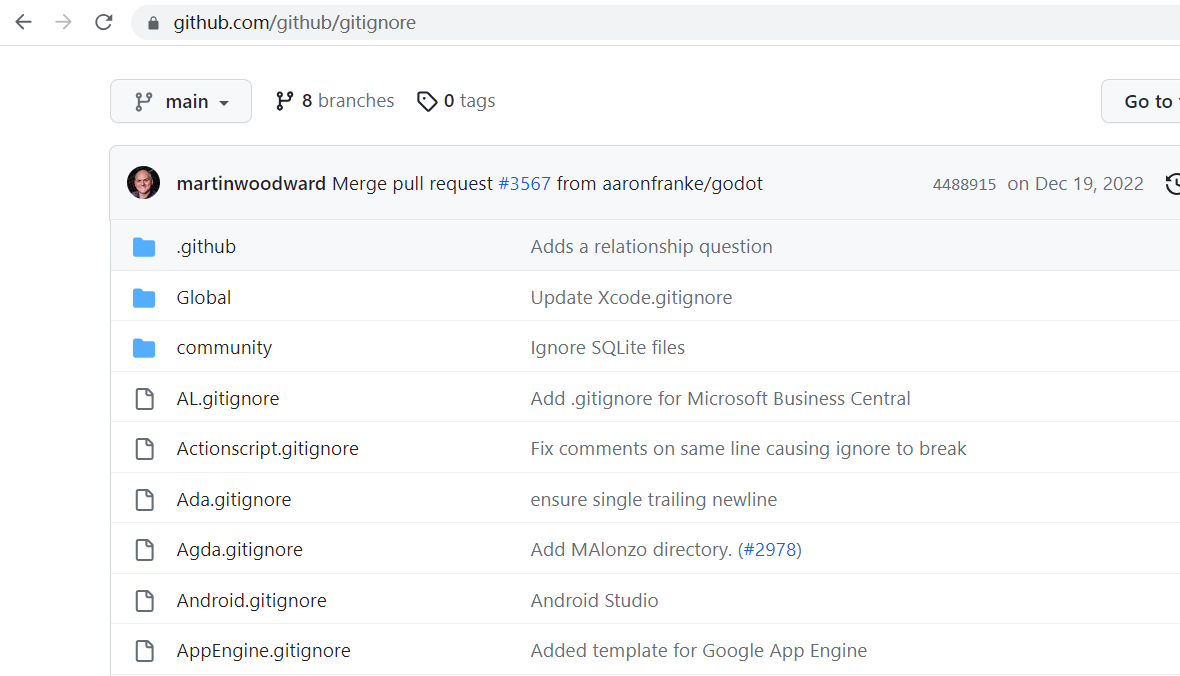 github.com/github/gitignore
main 8 branches 0 tags Go to
martinwoodward Merge pull request #3567 from aaronfranke/godot 4488915 on Dec 19, 2022
.github Adds a relationship question
Global Update Xcode.gitignore
community Ignore SQLite files
AL.gitignore Add .gitignore for Microsoft Business Central
Actionscript.gitignore Fix comments on same line causing ignore to break
Ada.gitignore ensure single trailing newline
Agda.gitignore Add MAlonzo directory. (#2978)
Android.gitignore Android Studio
AppEngine.gitignore Added template for Google App Engine